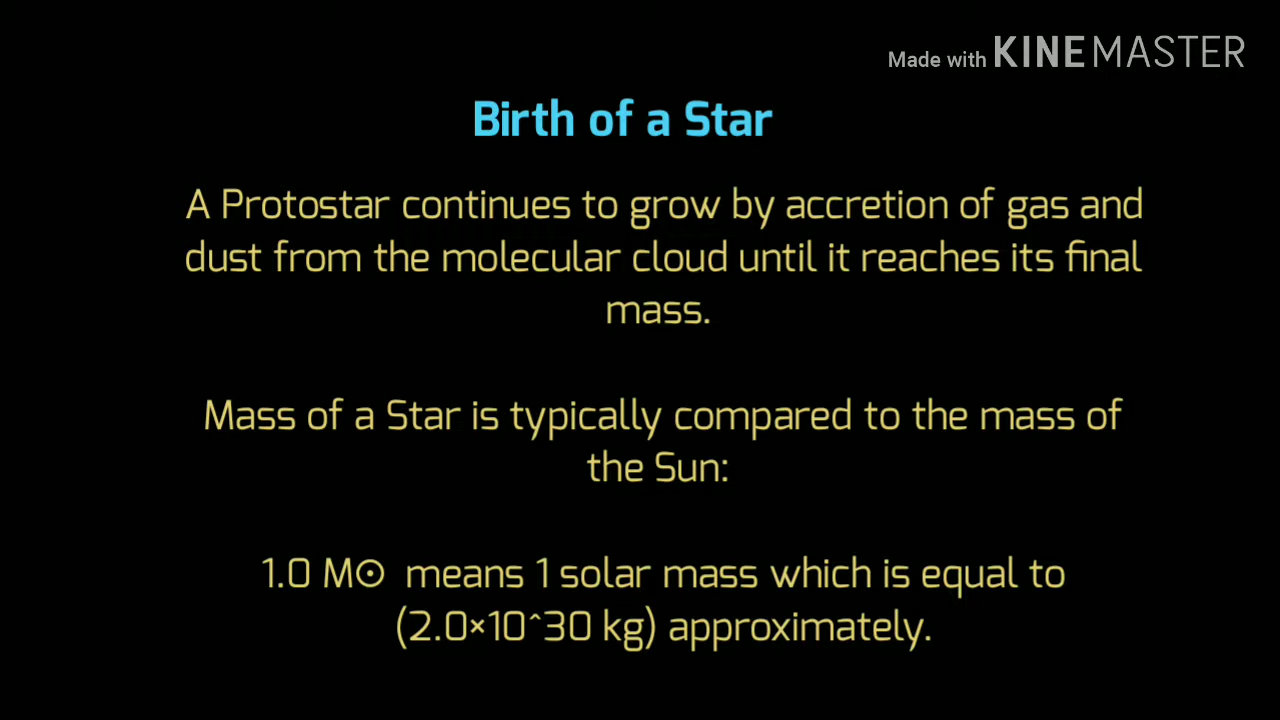 Made with KINEMASTER
Birth of a Star
A Protostar continues to grow by accretion of gas and
dust from the molecular cloud until it reaches its final
mass.
Mass of a Star is typically compared to the mass of
the Sun:
1.0 M⊙ means 1 solar mass which is equal to
(2.0×10^30 kg) approximately.